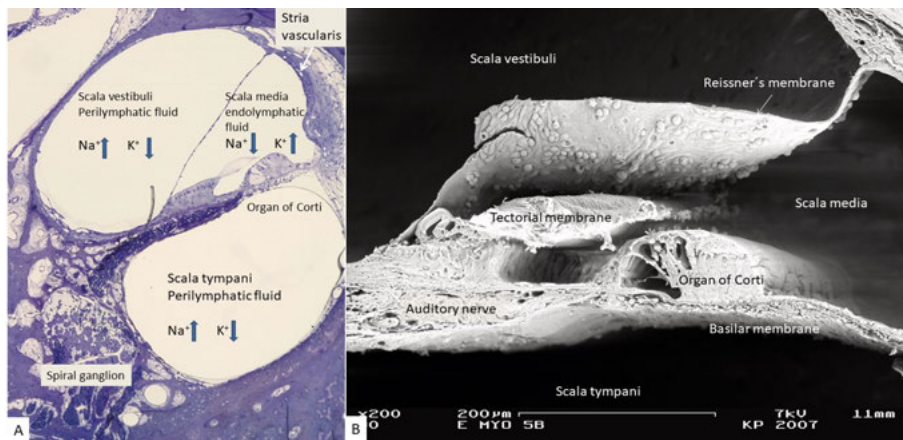 Stria
vascularis
Scala vestibuli
Perilymphatic fluid
Na⁺ K⁺
Scala media
endolymphatic
fluid
Na⁺ K⁺
Organ of Corti
Scala tympani
Perilymphatic fluid
Na⁺ K⁺
Spiral ganglion
A
Scala vestibuli
Reissner´s membrane
Tectorial membrane
Scala media
Organ of Corti
Auditory nerve
Basilar membrane
Scala tympani
B
x200 200µm 7kV 11mm
0 E MYO 5B KP 2007